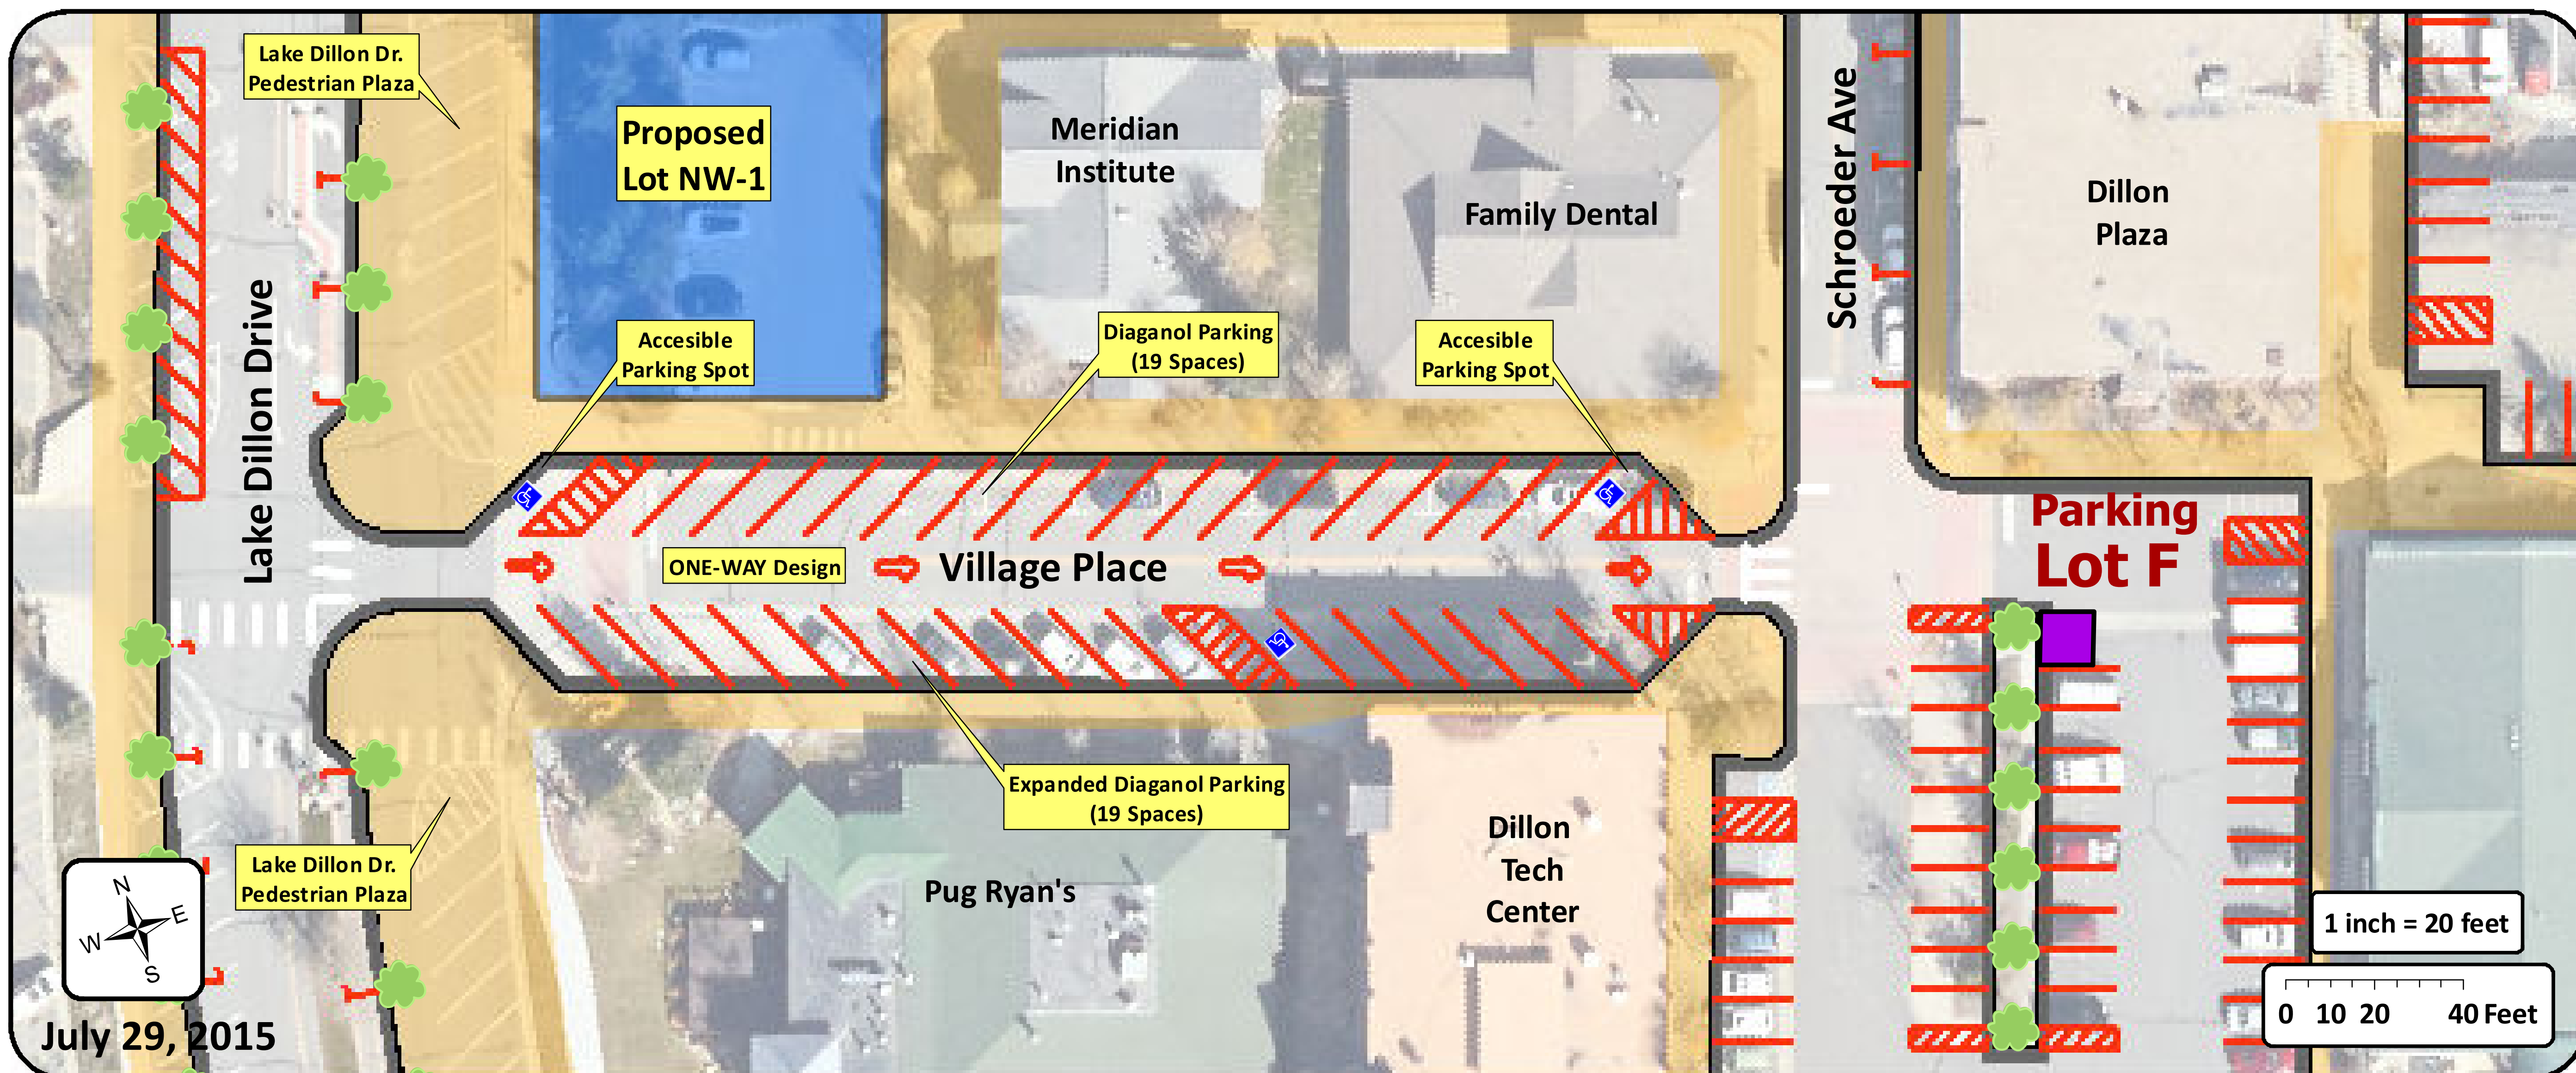 Lake Dillon Dr.
Pedestrian Plaza
Proposed
Lot NW-1
Meridian
Institute
Family Dental
Schroeder Ave
Dillon
Plaza
Lake Dillon Drive
Accesible
Parking Spot
Diaganol Parking
(19 Spaces)
Accesible
Parking Spot
ONE-WAY Design
Village Place
Parking
Lot F
Expanded Diaganol Parking
(19 Spaces)
Lake Dillon Dr.
Pedestrian Plaza
Pug Ryan's
Dillon
Tech
Center
N
E
W
S
July 29, 2015
1 inch = 20 feet
0 10 20 40 Feet